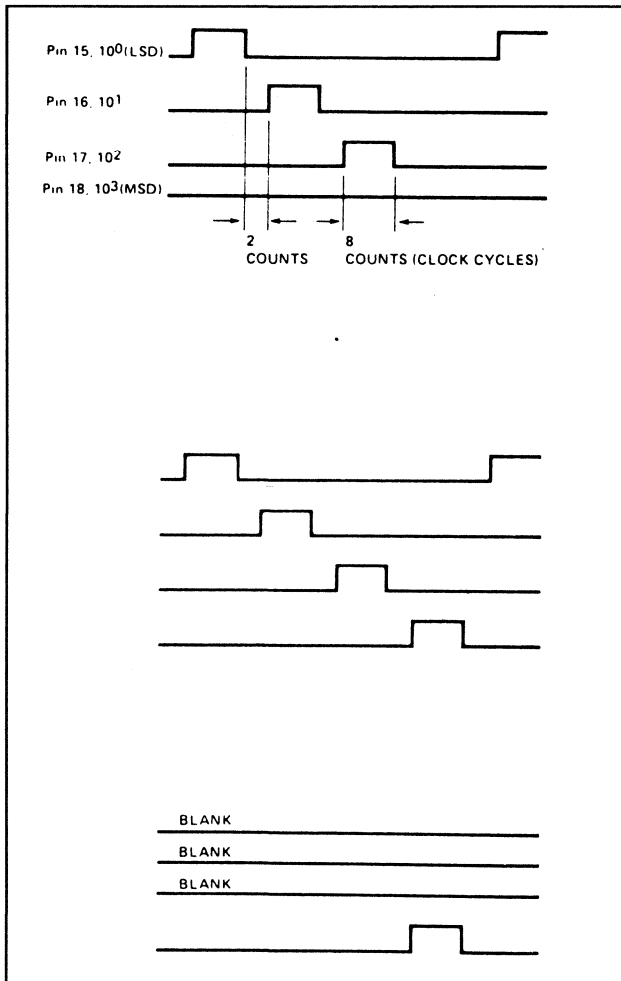 Pin 15, 10⁰(LSD)
Pin 16, 10¹
Pin 17, 10²
Pin 18, 10³(MSD)
2 COUNTS
8 COUNTS (CLOCK CYCLES)
BLANK
BLANK
BLANK